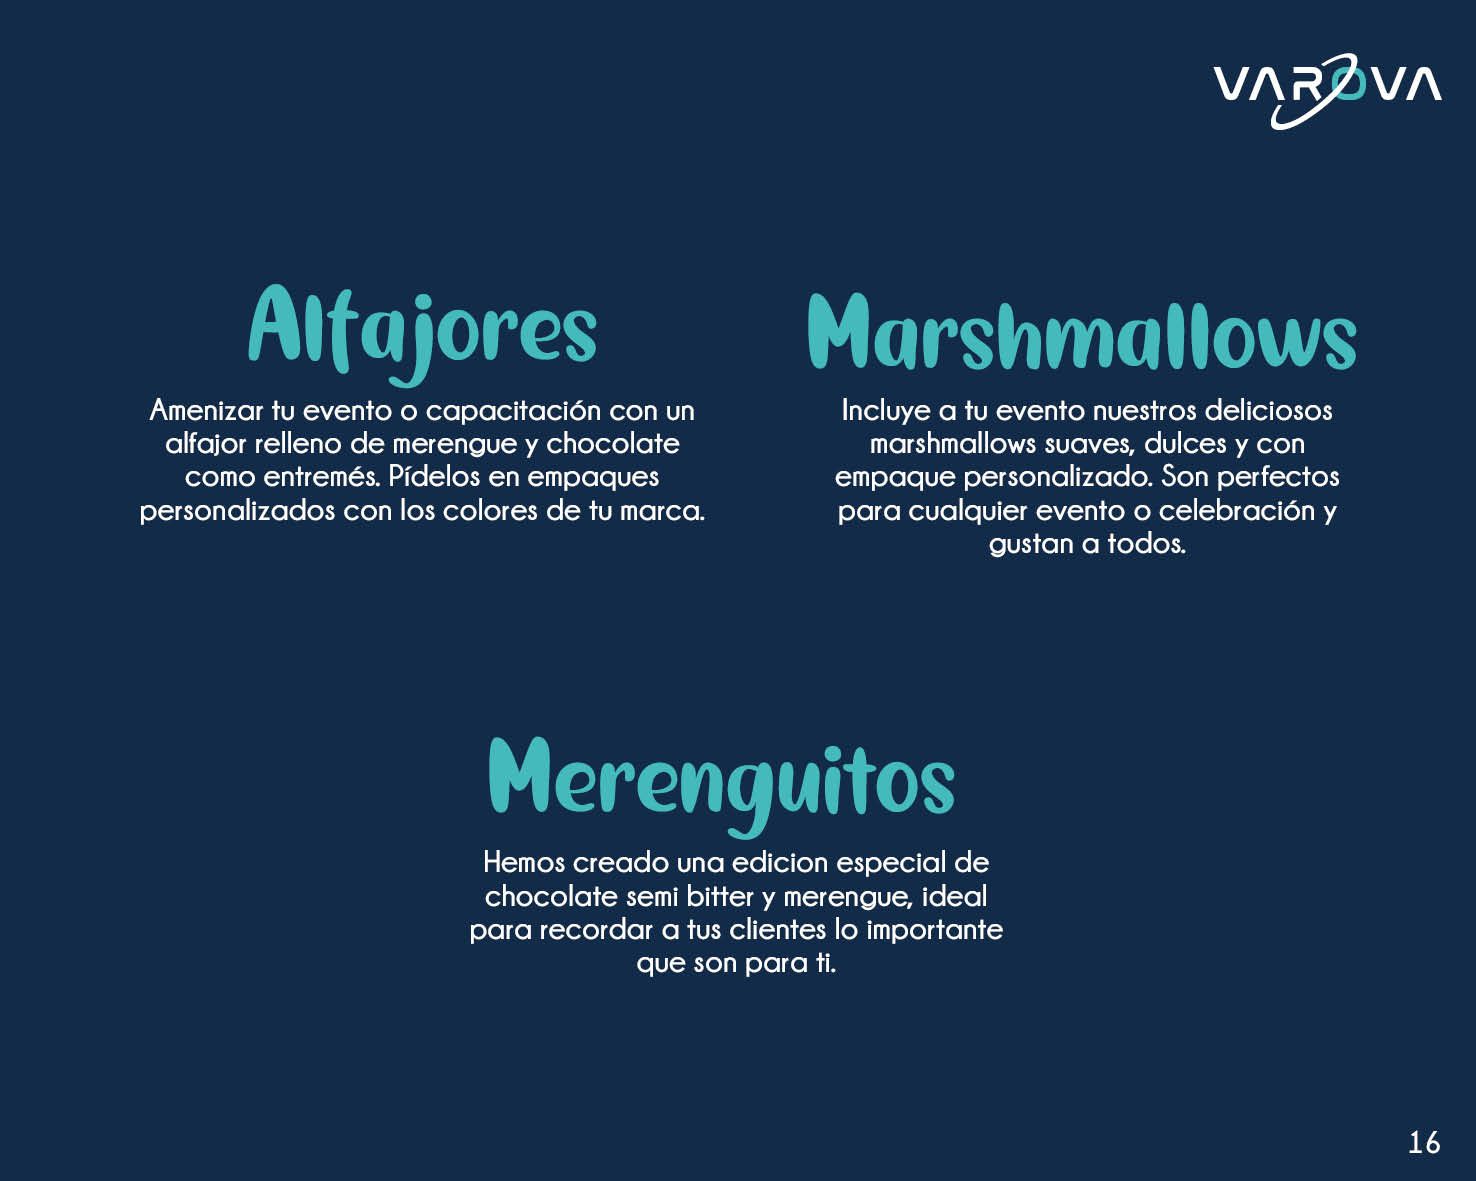 VAROVA
Alfajores
Amenizar tu evento o capacitación con un
alfajor relleno de merengue y chocolate
como entremés. Pídelos en empaques
personalizados con los colores de tu marca.
Marshmallows
Incluye a tu evento nuestros deliciosos
marshmallows suaves, dulces y con
empaque personalizado. Son perfectos
para cualquier evento o celebración y
gustan a todos.
Merenguitos
Hemos creado una edicion especial de
chocolate semi bitter y merengue, ideal
para recordar a tus clientes lo importante
que son para ti.
16